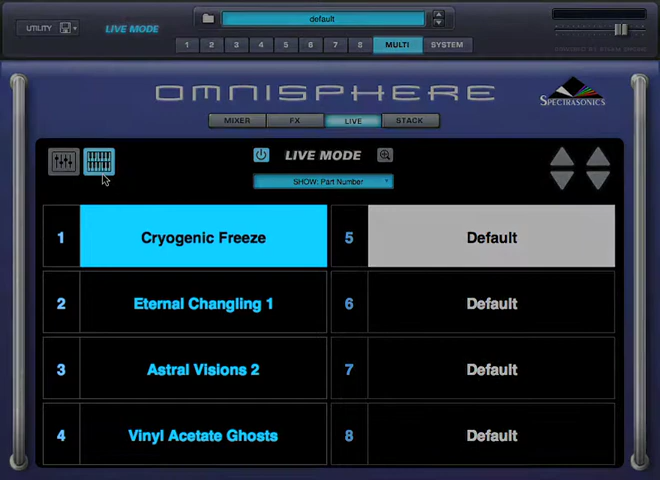 UTILITY
LIVE MODE
default
1 2 3 4 5 6 7 8 MULTI SYSTEM
OMNISPHERE
SPECTRASONICS
MIXER FX LIVE STACK
LIVE MODE
SHOW: Part Number
1 Cryogenic Freeze
5 Default
2 Eternal Changling 1
6 Default
3 Astral Visions 2
7 Default
4 Vinyl Acetate Ghosts
8 Default